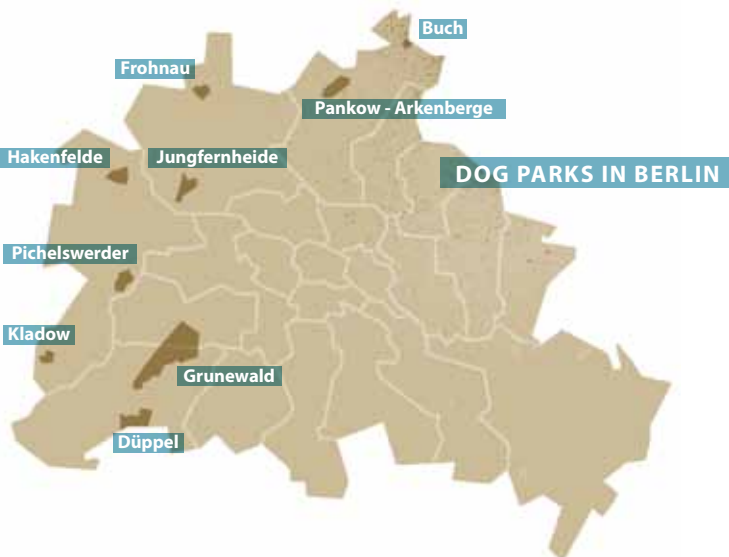 Buch
Frohnau
Pankow - Arkenberge
Hakenfelde
Jungfernheide
DOG PARKS IN BERLIN
Pichelswerder
Kladow
Grunewald
Düppel